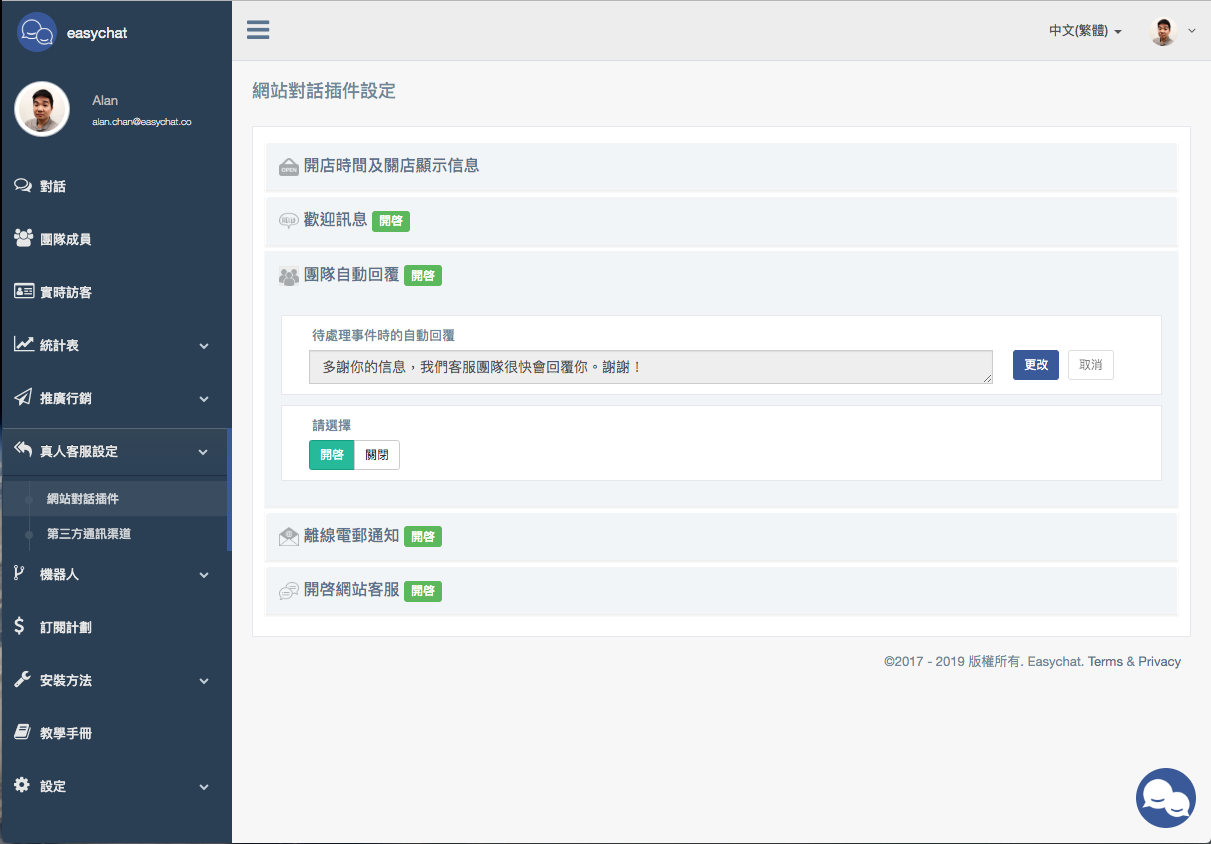 easychat
中文(繁體)
Alan
alan.chan@easychat.co
對話
團隊成員
實時訪客
統計表
推廣行銷
真人客服設定
網站對話插件
第三方通訊渠道
機器人
訂閱計劃
安裝方法
教學手冊
設定
網站對話插件設定
OPEN 開店時間及關店顯示信息
HELLO 歡迎訊息 開啓
團隊自動回覆 開啓
待處理事件時的自動回覆
多謝你的信息，我們客服團隊很快會回覆你。謝謝！
更改 取消
請選擇
開啓 關閉
離線電郵通知 開啓
開啓網站客服 開啓
©2017 - 2019 版權所有. Easychat. Terms & Privacy